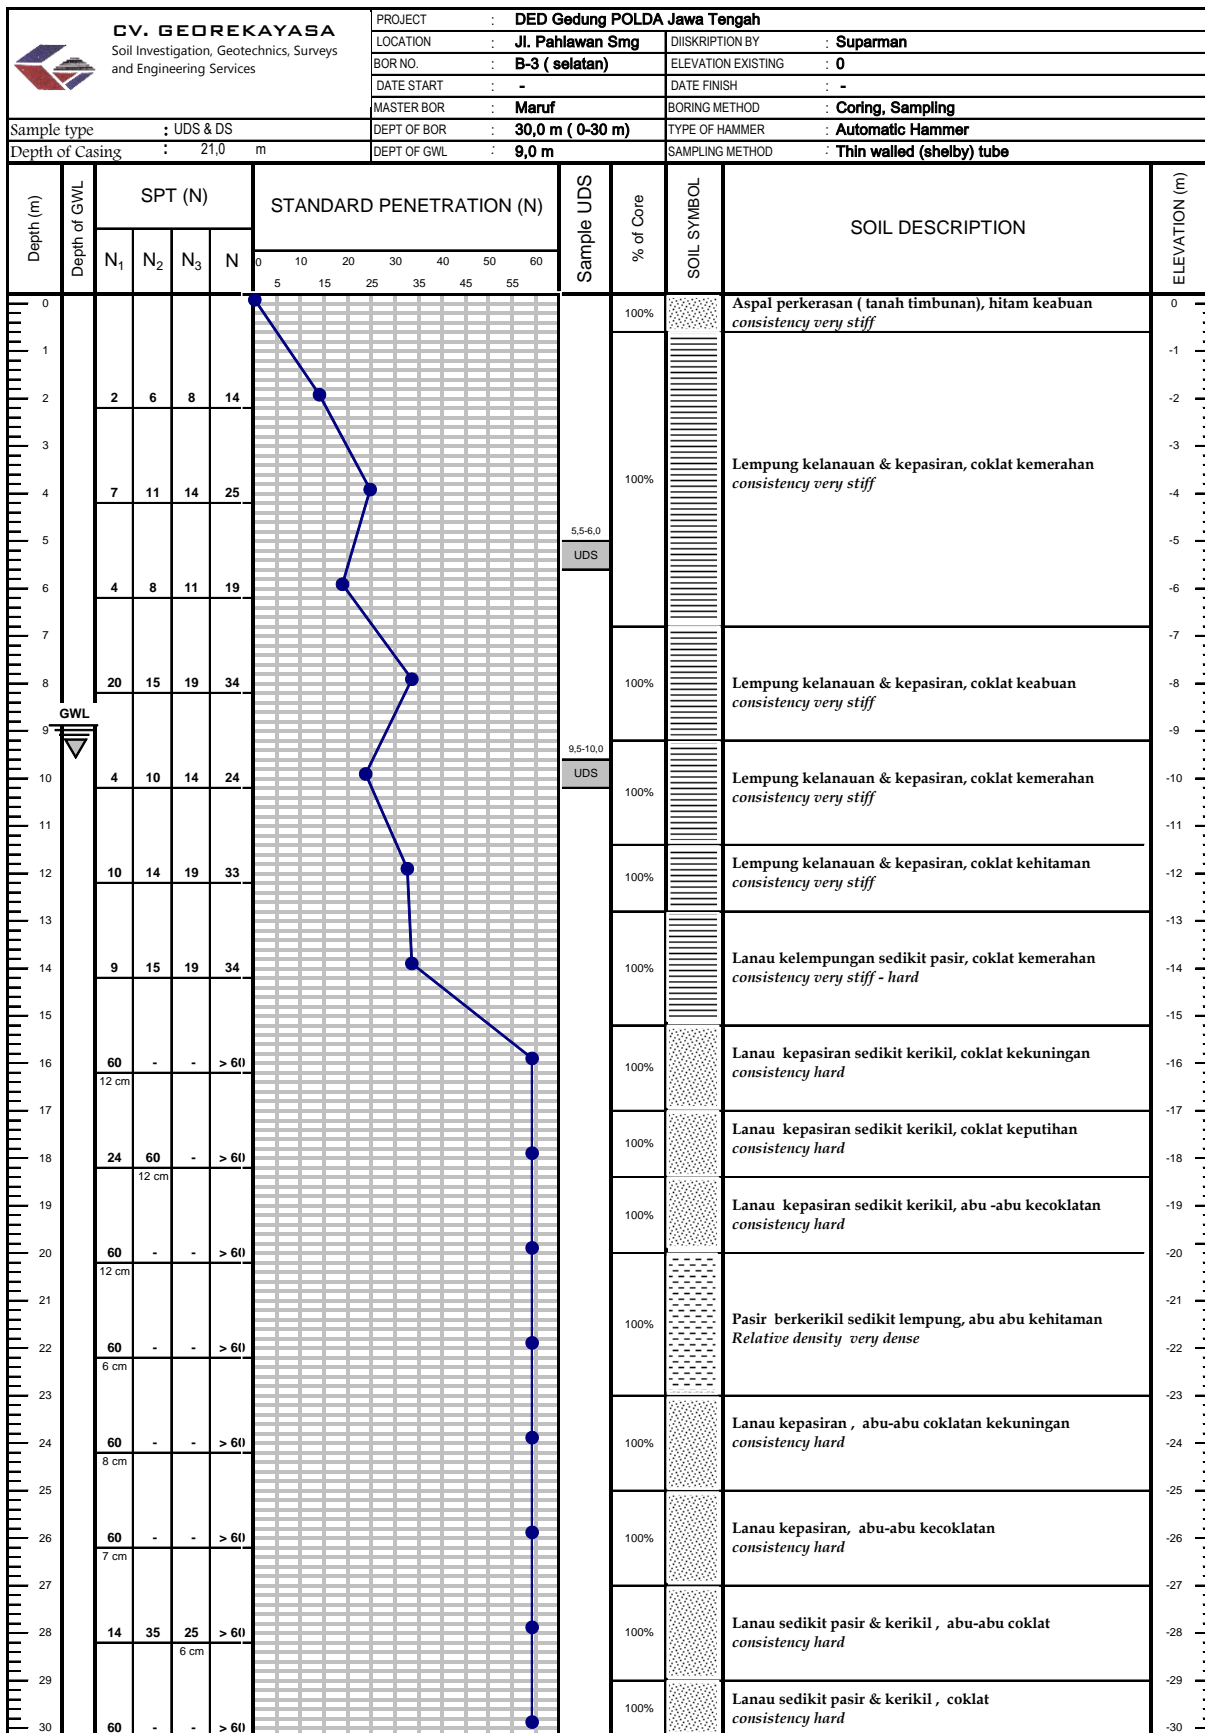 CV. GEOREKAYASA
Soil Investigation, Geotechnics, Surveys
and Engineering Services
PROJECT : DED Gedung POLDA Jawa Tengah
LOCATION : Jl. Pahlawan Smg DIISKRIPTION BY : Suparman
BOR NO. : B-3 ( selatan) ELEVATION EXISTING : 0
DATE START : - DATE FINISH : -
MASTER BOR : Maruf BORING METHOD : Coring, Sampling
Sample type : UDS & DS DEPT OF BOR : 30,0 m ( 0-30 m) TYPE OF HAMMER : Automatic Hammer
Depth of Casing : 21,0 m DEPT OF GWL : 9,0 m SAMPLING METHOD : Thin walled (shelby) tube
Depth (m) Depth of GWL SPT (N) STANDARD PENETRATION (N) Sample UDS % of Core SOIL SYMBOL SOIL DESCRIPTION ELEVATION (m)
N1 N2 N3 N
0 10 20 30 40 50 60
5 15 25 35 45 55
0 100% Aspal perkerasan ( tanah timbunan), hitam keabuan 0
consistency very stiff
1 -1
2 2 6 8 14 -2
3 -3
100% Lempung kelanauan & kepasiran, coklat kemerahan
consistency very stiff
4 7 11 14 25 -4
5,5-6,0
5 -5
UDS
6 4 8 11 19 -6
7 -7
8 20 15 19 34 100% Lempung kelanauan & kepasiran, coklat keabuan -8
consistency very stiff
GWL
9 -9
9,5-10,0
10 4 10 14 24 UDS 100% Lempung kelanauan & kepasiran, coklat kemerahan -10
consistency very stiff
11 -11
Lempung kelanauan & kepasiran, coklat kehitaman
12 10 14 19 33 100% consistency very stiff -12
13 -13
Lanau kelempungan sedikit pasir, coklat kemerahan
14 9 15 19 34 100% consistency very stiff - hard -14
15 -15
Lanau kepasiran sedikit kerikil, coklat kekuningan
16 60 - - > 60 100% consistency hard -16
12 cm
17 -17
Lanau kepasiran sedikit kerikil, coklat keputihan
100% consistency hard
18 24 60 - > 60 -18
12 cm
19 Lanau kepasiran sedikit kerikil, abu -abu kecoklatan -19
100% consistency hard
20 60 - - > 60 -20
12 cm
21 -21
100% Pasir berkerikil sedikit lempung, abu abu kehitaman
Relative density very dense
22 60 - - > 60 -22
6 cm
23 -23
Lanau kepasiran , abu-abu coklatan kekuningan
24 60 - - > 60 100% consistency hard -24
8 cm
25 -25
Lanau kepasiran, abu-abu kecoklatan
26 60 - - > 60 100% consistency hard -26
7 cm
27 -27
Lanau sedikit pasir & kerikil , abu-abu coklat
28 14 35 25 > 60 100% consistency hard -28
6 cm
29 -29
Lanau sedikit pasir & kerikil , coklat
100% consistency hard
30 60 - - > 60 -30